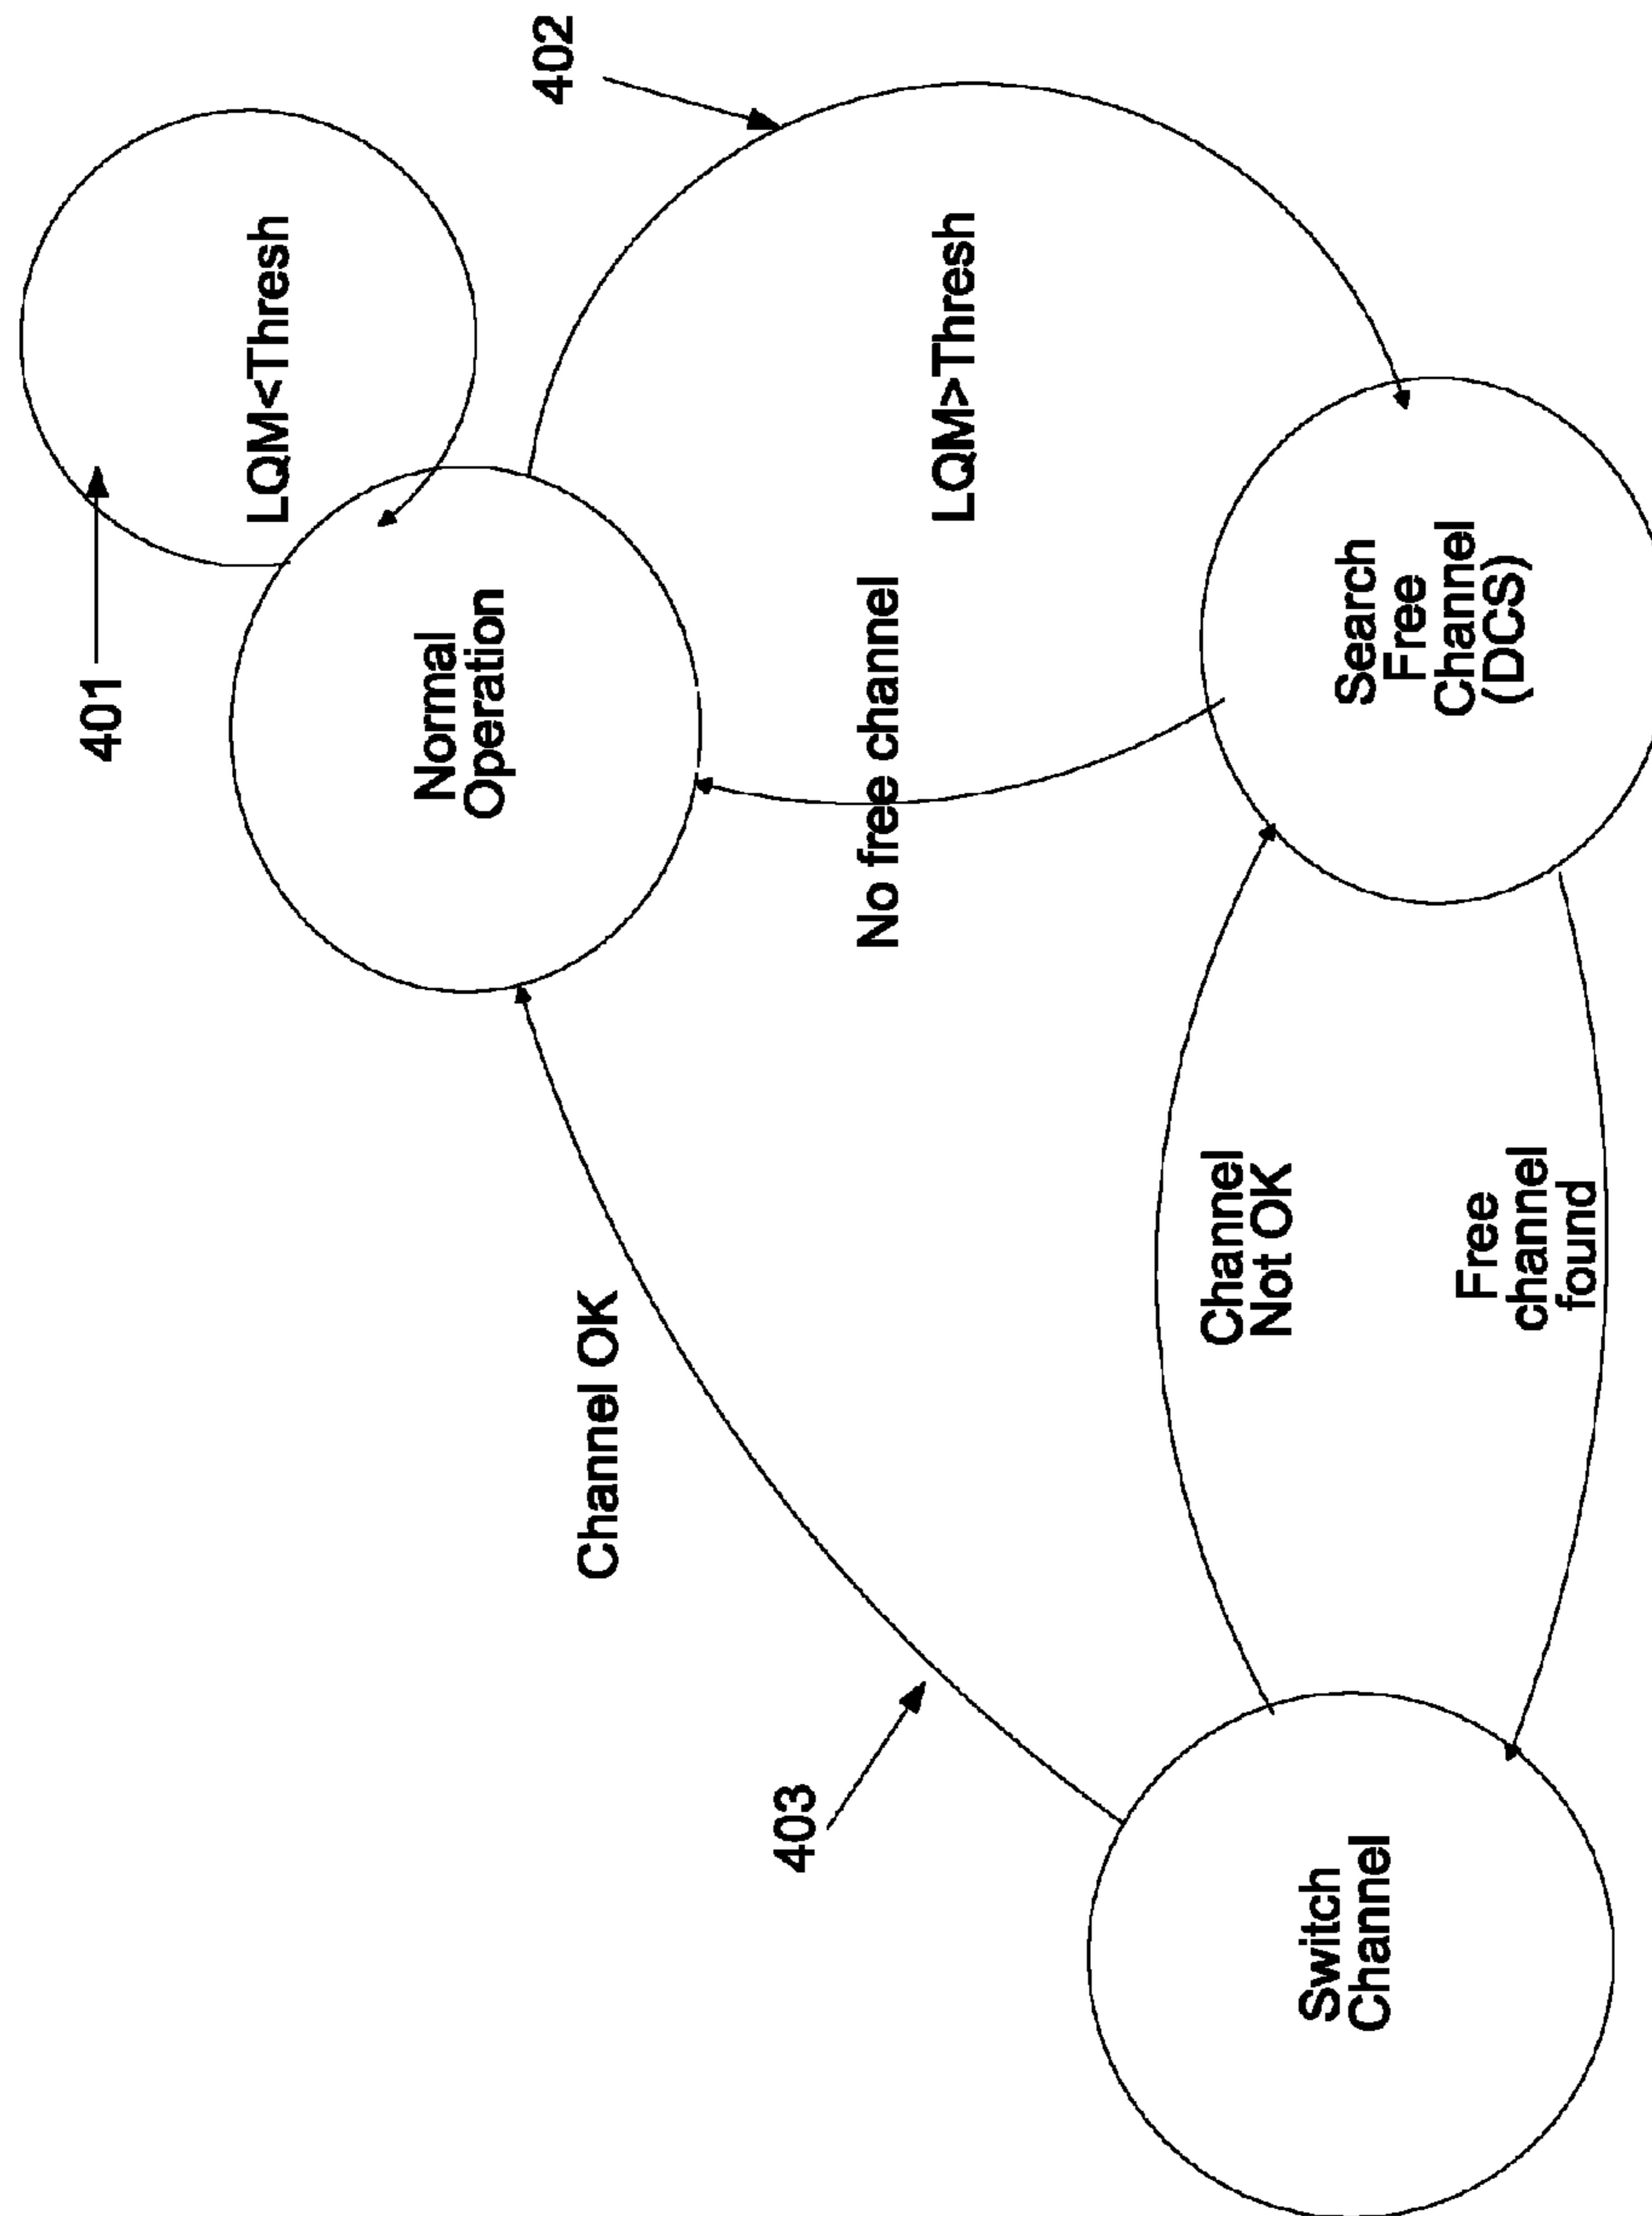 401
LQM<Thresh
402
Normal
Operation
LQM>Thresh
No free channel
Channel OK
403
Search
Free
Channel
(DCS)
Channel
Not OK
Free
channel
found
Switch
Channel